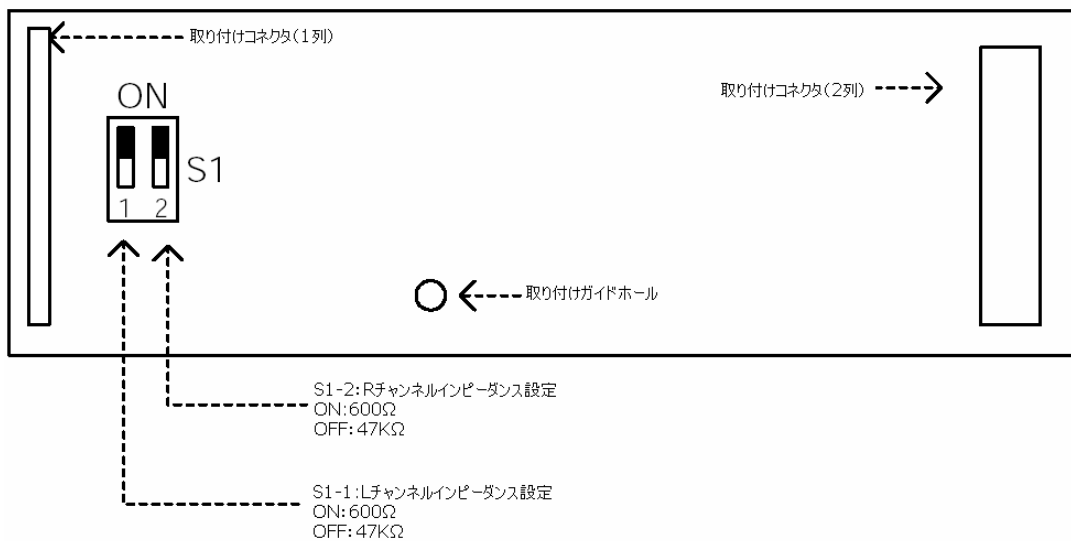 取り付けコネクタ(1列)
取り付けコネクタ(2列)
ON
S1
1 2
取り付けガイドホール
S1-2:Rチャンネルインピーダンス設定
ON:600Ω
OFF:47KΩ
S1-1:Lチャンネルインピーダンス設定
ON:600Ω
OFF:47KΩ